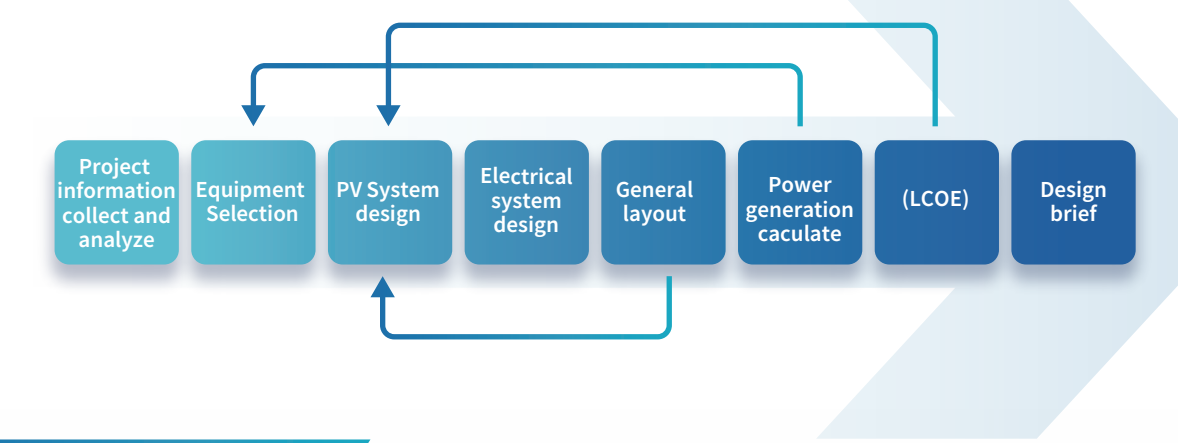 Project
information
collect and
analyze
Equipment
Selection
PV System
design
Electrical
system
design
General
layout
Power
generation
caculate
(LCOE)
Design
brief